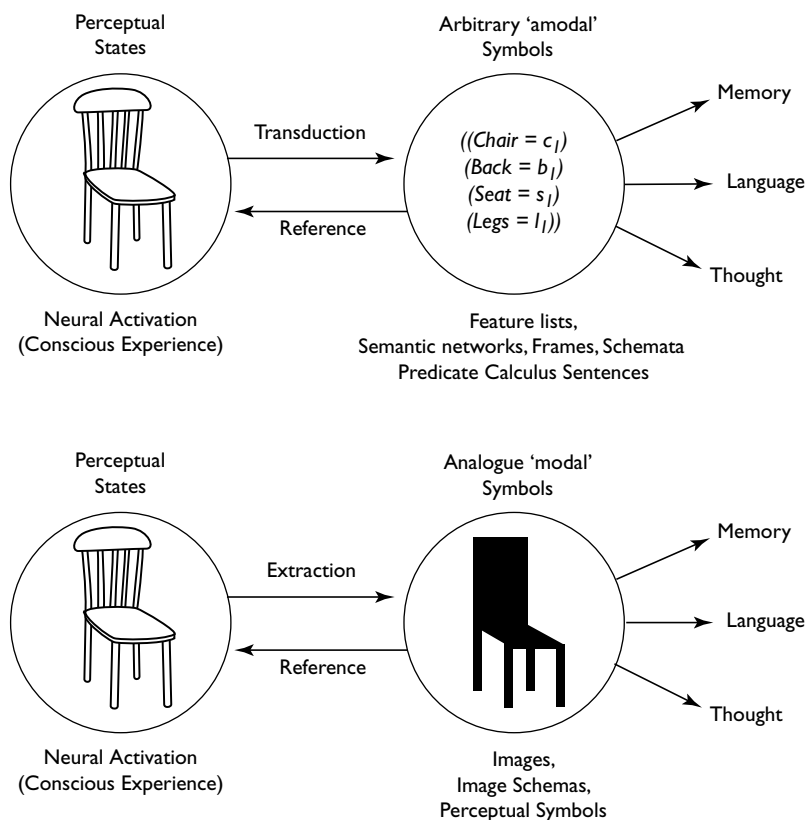 Perceptual
States
Arbitrary ‘amodal’
Symbols
Transduction
Reference
((Chair = c₁)
(Back = b₁)
(Seat = s₁)
(Legs = l₁))
Memory
Language
Thought
Neural Activation
(Conscious Experience)
Feature lists,
Semantic networks, Frames, Schemata
Predicate Calculus Sentences
Perceptual
States
Analogue ‘modal’
Symbols
Extraction
Reference
Memory
Language
Thought
Neural Activation
(Conscious Experience)
Images,
Image Schemas,
Perceptual Symbols